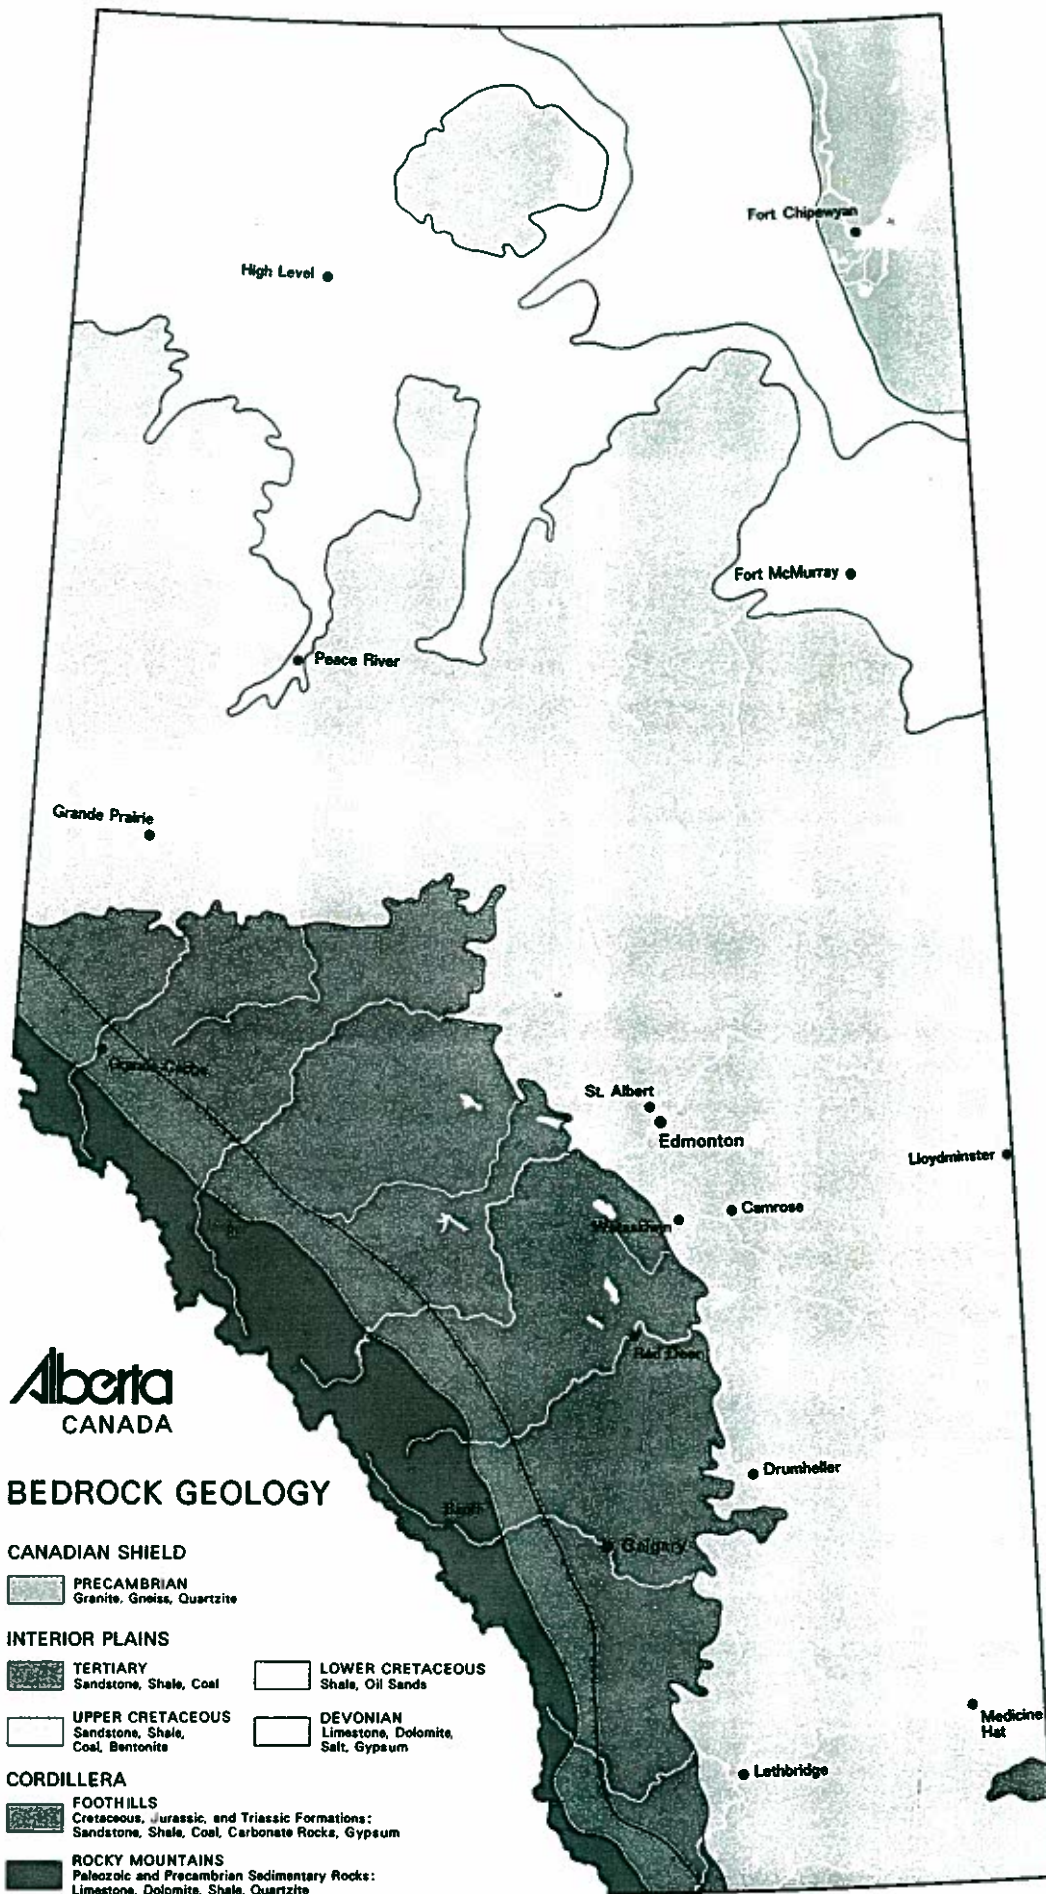 Fort Chipewyan
High Level
Fort McMurray
Peace River
Grande Prairie
Grande Cache
St. Albert
Edmonton
Lloydminster
Camrose
Wetaskiwin
Red Deer
Alberta
CANADA
Drumheller
BEDROCK GEOLOGY
Banff
Calgary
CANADIAN SHIELD
PRECAMBRIAN
Granite, Gneiss, Quartzite
INTERIOR PLAINS
TERTIARY
Sandstone, Shale, Coal
LOWER CRETACEOUS
Shale, Oil Sands
UPPER CRETACEOUS
Sandstone, Shale,
Coal, Bentonite
DEVONIAN
Limestone, Dolomite,
Salt, Gypsum
Medicine
Hat
Lethbridge
CORDILLERA
FOOTHILLS
Cretaceous, Jurassic, and Triassic Formations:
Sandstone, Shale, Coal, Carbonate Rocks, Gypsum
ROCKY MOUNTAINS
Paleozoic and Precambrian Sedimentary Rocks:
Limestone, Dolomite, Shale, Quartzite